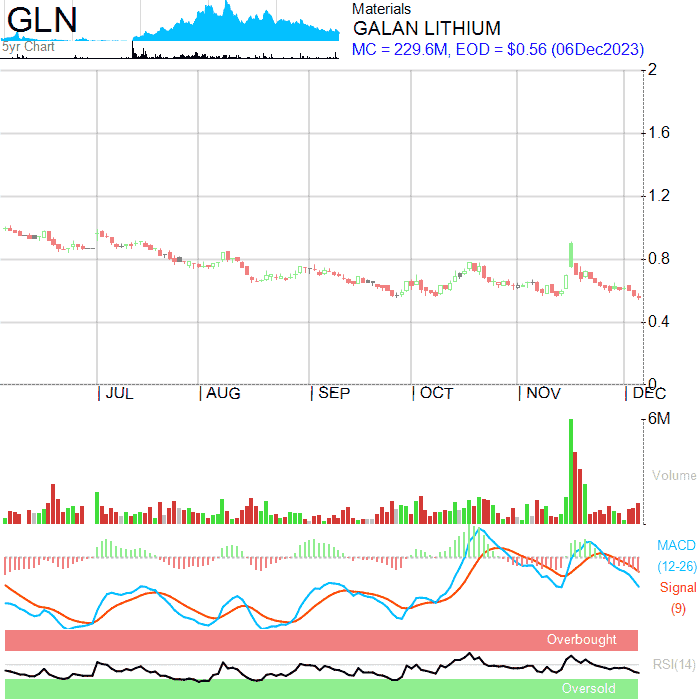 GLN
5yr Chart
Materials
GALAN LITHIUM
MC = 229.6M, EOD = $0.56 (06Dec2023)
2
1.6
1.2
0.8
0.4
0
JUL AUG SEP OCT NOV DEC
6M
Volume
MACD
(12-26)
Signal
(9)
Overbought
RSI(14)
Oversold